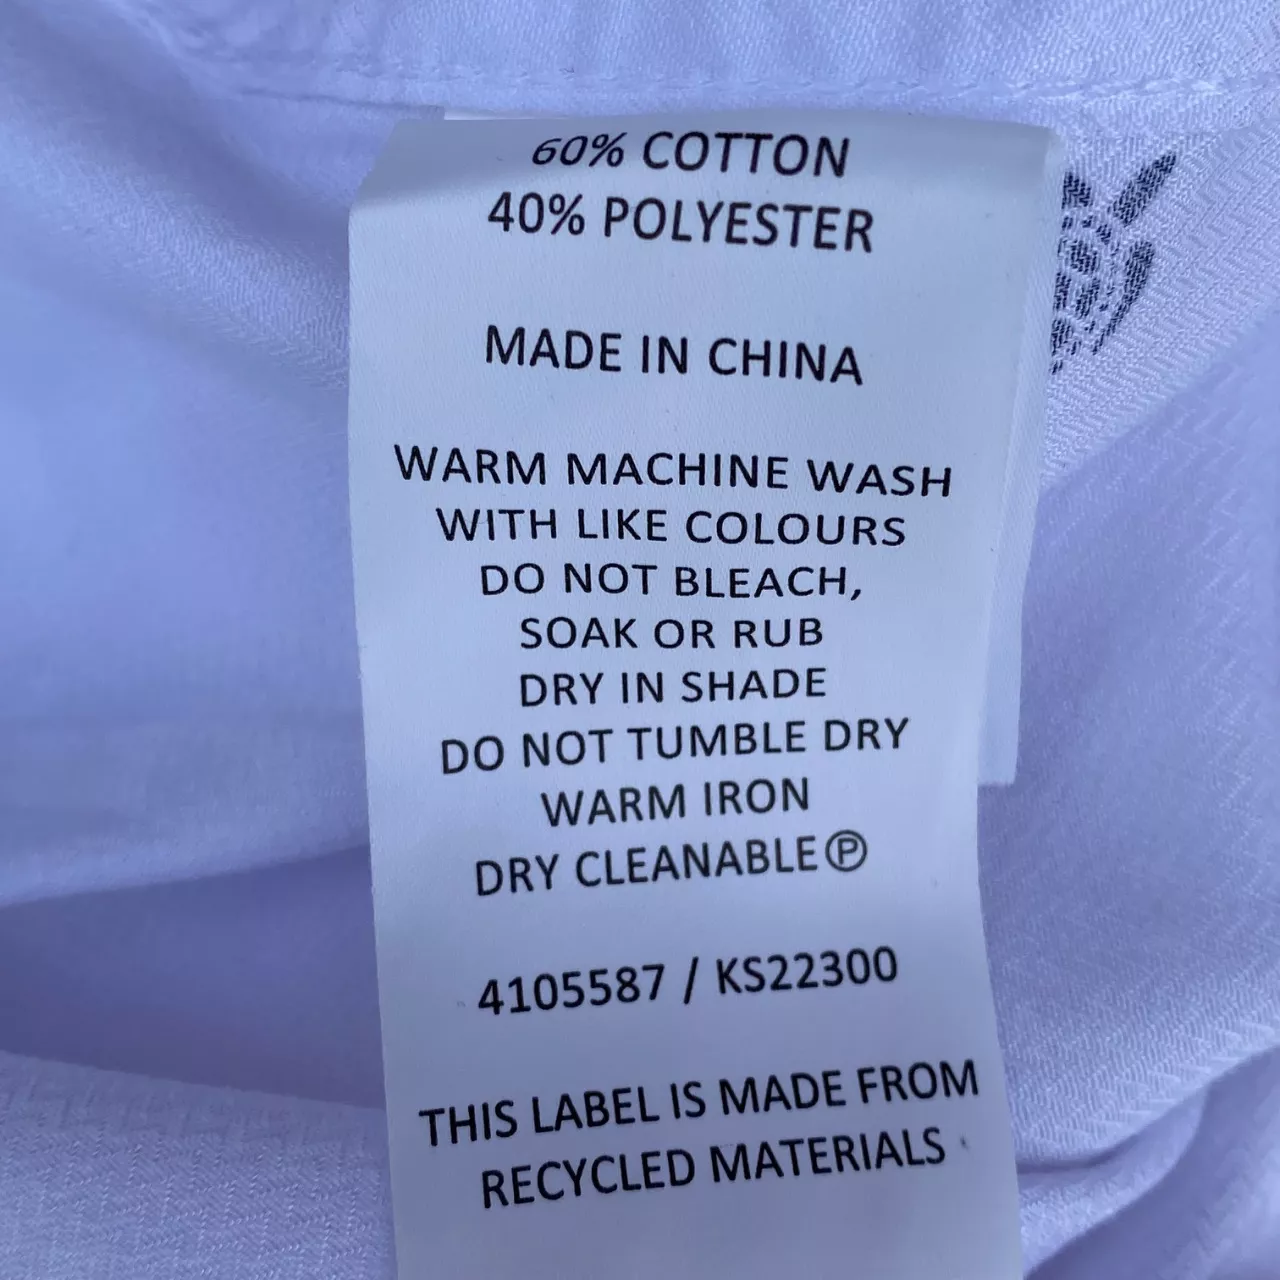 60% COTTON
40% POLYESTER
MADE IN CHINA
WARM MACHINE WASH
WITH LIKE COLOURS
DO NOT BLEACH,
SOAK OR RUB
DRY IN SHADE
DO NOT TUMBLE DRY
WARM IRON
DRY CLEANABLE Ⓟ
4105587 / KS22300
THIS LABEL IS MADE FROM
RECYCLED MATERIALS